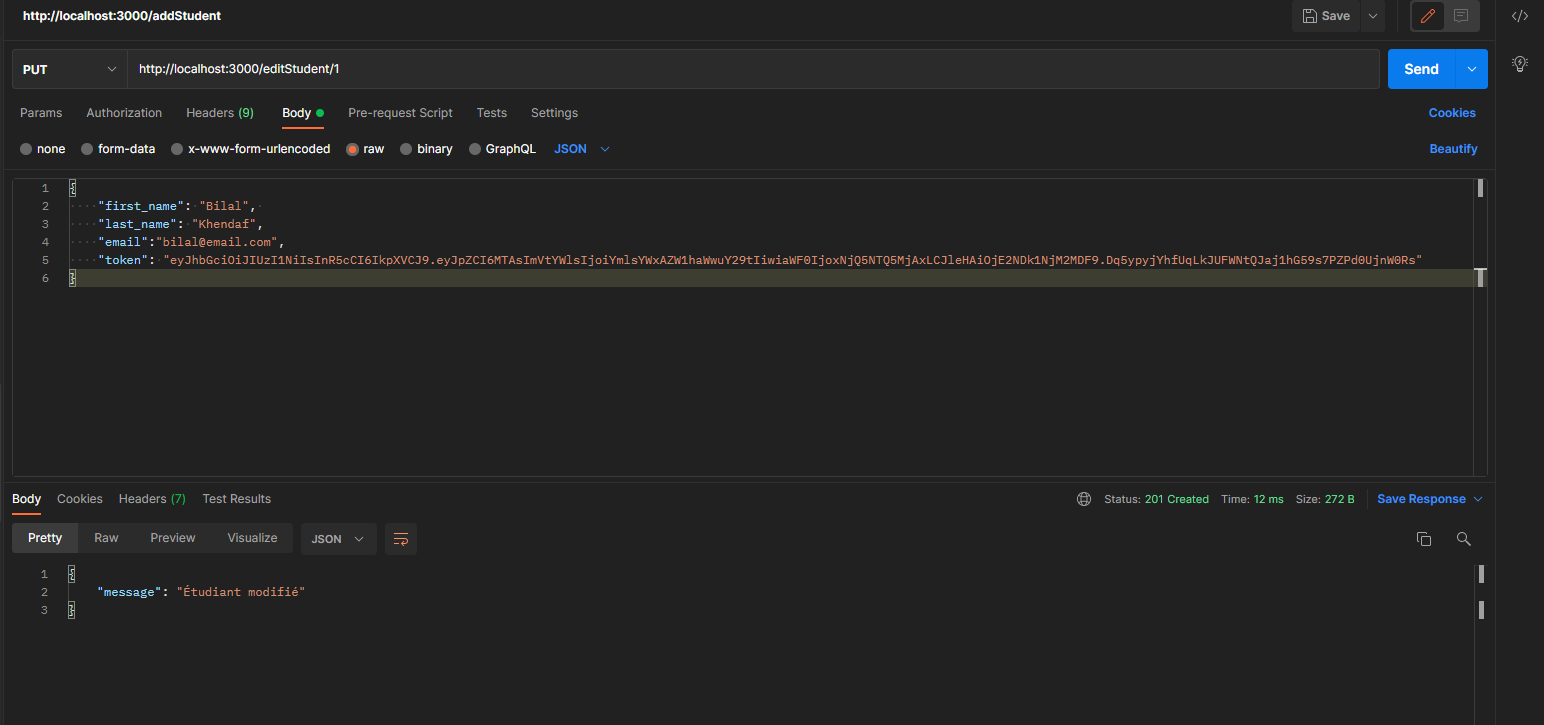 http://localhost:3000/addStudent
Save
PUT
http://localhost:3000/editStudent/1
Send
Params Authorization Headers (9) Body Pre-request Script Tests Settings Cookies
none form-data x-www-form-urlencoded raw binary GraphQL JSON Beautify
1 {
2 "first_name": "Bilal",
3 "last_name": "Khendaf",
4 "email":"bilal@email.com",
5 "token": "eyJhbGciOiJIUzI1NiIsInR5cCI6IkpXVCJ9.eyJpZCI6MTAsImVtYWlsIjoiYmlsYWxAZW1haWwuY29tIiwiaWF0IjoxNjQ5NTQ5MjAxLCJleHAiOjE2NDk1NjM2MDF9.Dq5ypyjYhfUqLkJUFWNtQJaj1hG59s7PZPd0UjnW0Rs"
6 }
Body Cookies Headers (7) Test Results Status: 201 Created Time: 12 ms Size: 272 B Save Response
Pretty Raw Preview Visualize JSON
1 {
2 "message": "Étudiant modifié"
3 }